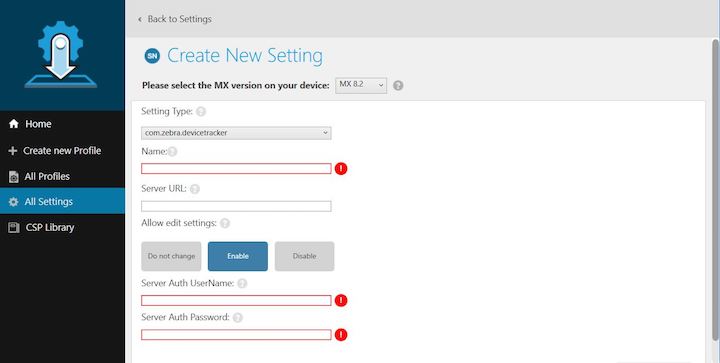 Back to Settings
SN Create New Setting
Please select the MX version on your device: MX 8.2 ?
Setting Type: ?
com.zebra.devicetracker
Name: ?
!
Server URL: ?
Allow edit settings: ?
Do not change Enable Disable
Server Auth UserName: ?
!
Server Auth Password: ?
!
Home
Create new Profile
All Profiles
All Settings
CSP Library